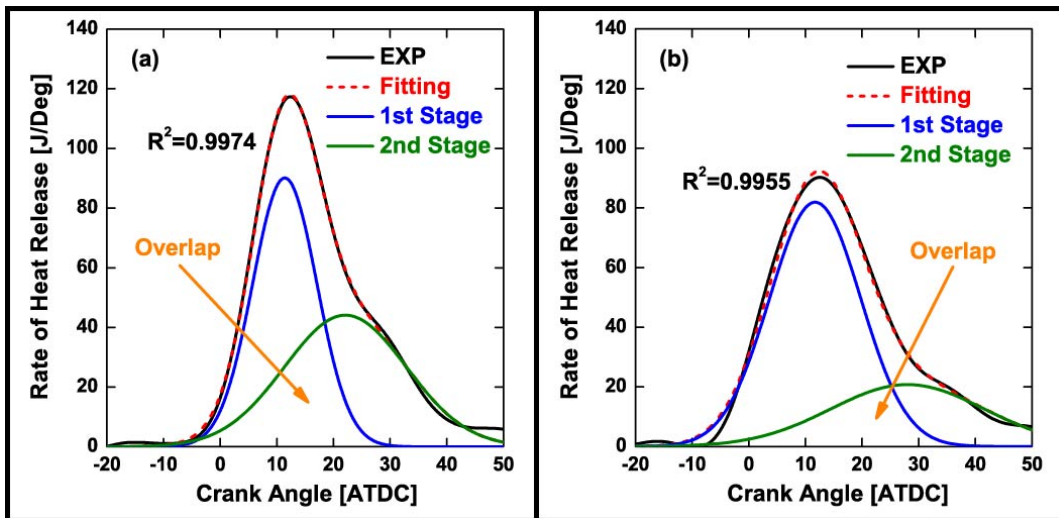 (a)
EXP
Fitting
1st Stage
2nd Stage
R²=0.9974
Overlap
Rate of Heat Release [J/Deg]
140
120
100
80
60
40
20
0
-20 -10 0 10 20 30 40 50
Crank Angle [ATDC]
(b)
EXP
Fitting
1st Stage
2nd Stage
R²=0.9955
Overlap
Rate of Heat Release [J/Deg]
140
120
100
80
60
40
20
0
-20 -10 0 10 20 30 40 50
Crank Angle [ATDC]